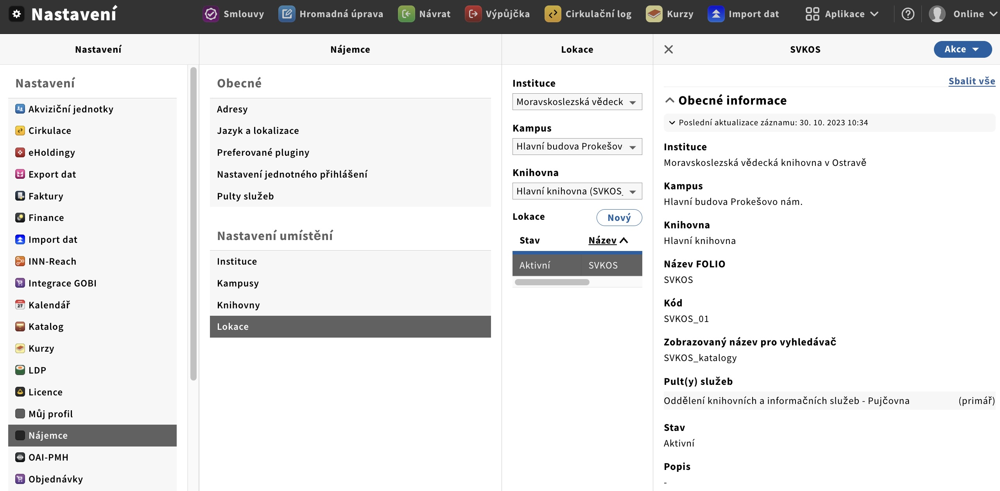 Nastavení
Smlouvy
Hromadná úprava
Návrat
Výpůjčka
Cirkulační log
Kurzy
Import dat
Aplikace
Online
Nastavení
Nastavení
Akviziční jednotky
Cirkulace
eHoldingy
Export dat
Faktury
Finance
Import dat
INN-Reach
Integrace GOBI
27
Kalendář
Katalog
Kurzy
LDP
Licence
Můj profil
Nájemce
OAI-PMH
Objednávky
Nájemce
Obecné
Adresy
Jazyk a lokalizace
Preferované pluginy
Nastavení jednotného přihlášení
Pulty služeb
Nastavení umístění
Instituce
Kampusy
Knihovny
Lokace
Lokace
Instituce
Moravskoslezská vědeck
Kampus
Hlavní budova Prokešov
Knihovna
Hlavní knihovna (SVKOS_
Lokace
Nový
Stav Název
Aktivní SVKOS
SVKOS
Akce
Sbalit vše
Obecné informace
Poslední aktualizace záznamu: 30. 10. 2023 10:34
Instituce
Moravskoslezská vědecká knihovna v Ostravě
Kampus
Hlavní budova Prokešovo nám.
Knihovna
Hlavní knihovna
Název FOLIO
SVKOS
Kód
SVKOS_01
Zobrazovaný název pro vyhledávač
SVKOS_katalogy
Pult(y) služeb
Oddělení knihovních a informačních služeb - Pujčovna (primář)
Stav
Aktivní
Popis
-